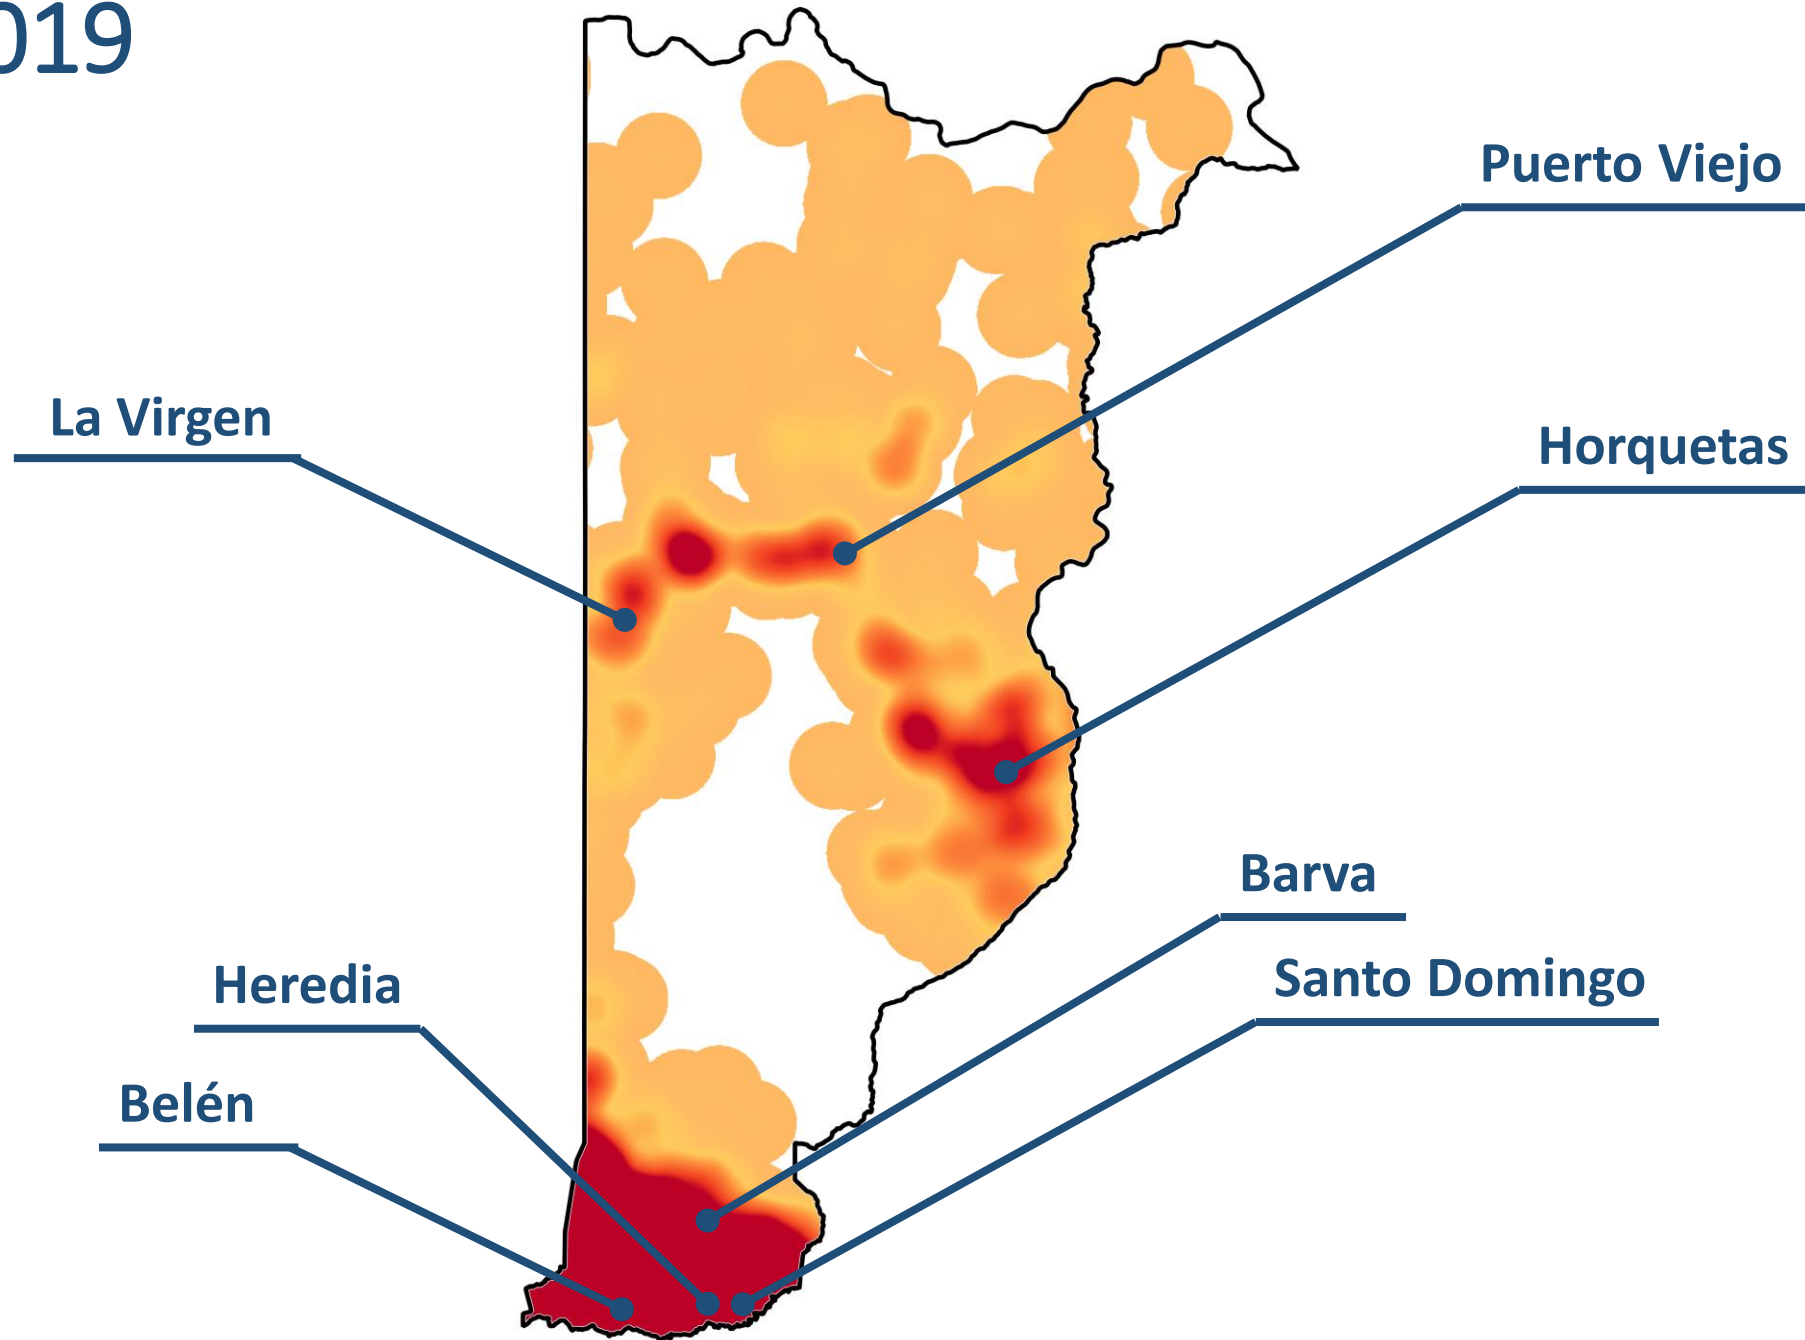 019
Puerto Viejo
La Virgen
Horquetas
Barva
Santo Domingo
Heredia
Belén